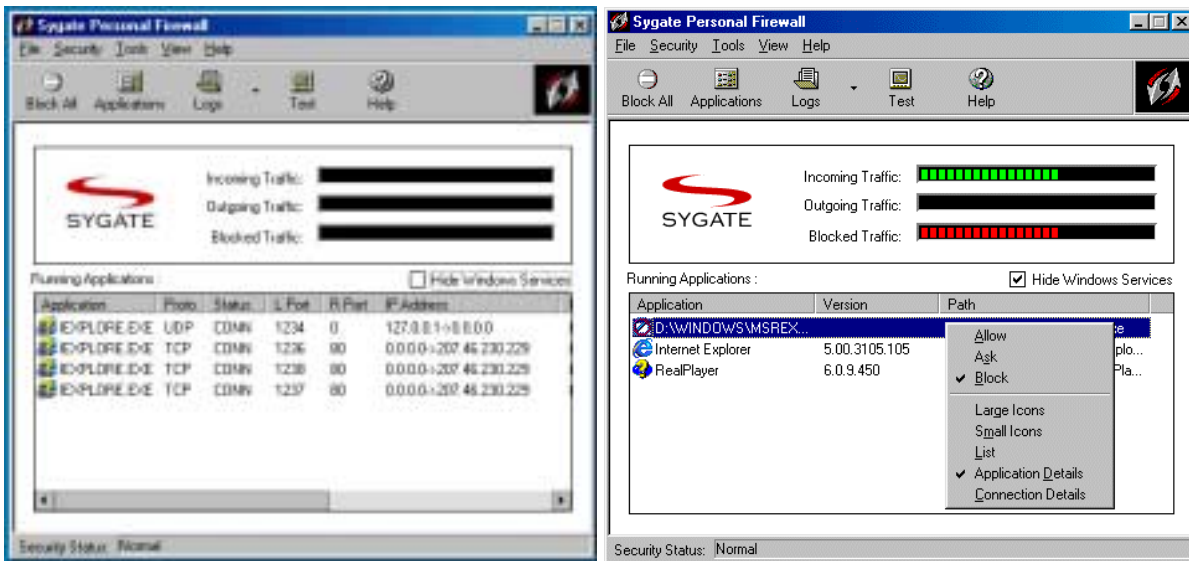 Sygate Personal Firewall
File Security Tools View Help
Block All Applications Logs Test Help
SYGATE
Incoming Traffic:
Outgoing Traffic:
Blocked Traffic:
Running Applications :
Hide Windows Services
Application Proto Status L.Port R.Port IP Address
IEXPLORE.EXE UDP CONN 1234 0 127.0.0.1->0.0.0.0
IEXPLORE.EXE TCP CONN 1236 80 0.0.0.0->207.46.230.229
IEXPLORE.EXE TCP CONN 1238 80 0.0.0.0->207.46.230.229
IEXPLORE.EXE TCP CONN 1237 80 0.0.0.0->207.46.230.229
Security Status: Normal
Sygate Personal Firewall
File Security Tools View Help
Block All Applications Logs Test Help
SYGATE
Incoming Traffic:
Outgoing Traffic:
Blocked Traffic:
Running Applications :
Hide Windows Services
Application Version Path
D:\WINDOWS\MSREX...
Internet Explorer 5.00.3105.105 plo...
RealPlayer 6.0.9.450 Pla...
Allow
Ask
Block
Large Icons
Small Icons
List
Application Details
Connection Details
Security Status: Normal